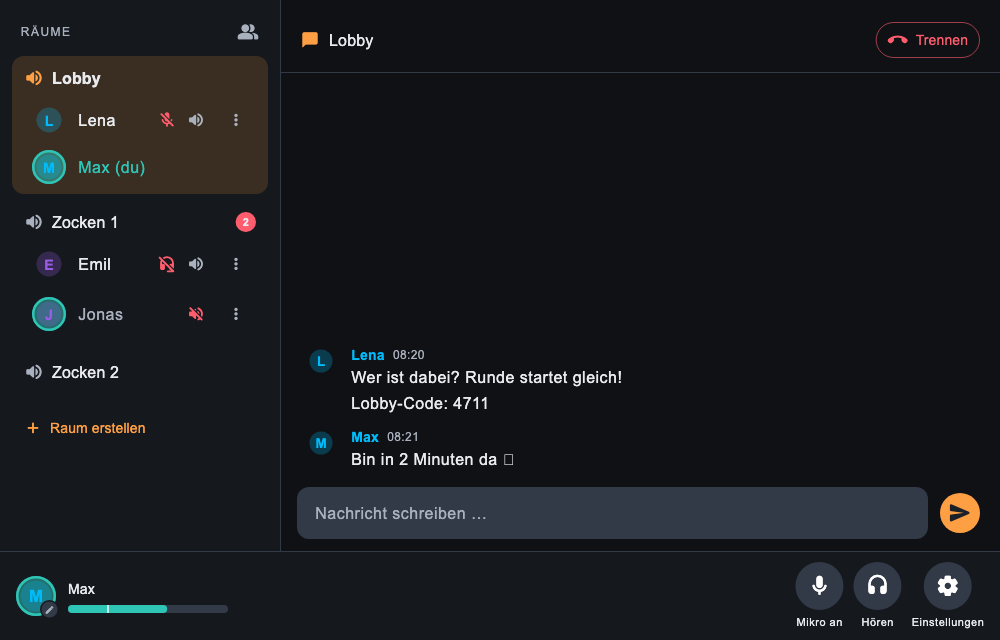 RÄUME
Lobby
L Lena
M Max (du)
Zocken 1 2
E Emil
J Jonas
Zocken 2
+ Raum erstellen
Lobby
Trennen
L Lena 08:20
Wer ist dabei? Runde startet gleich!
Lobby-Code: 4711
M Max 08:21
Bin in 2 Minuten da
Nachricht schreiben …
M Max
Mikro an
Hören
Einstellungen